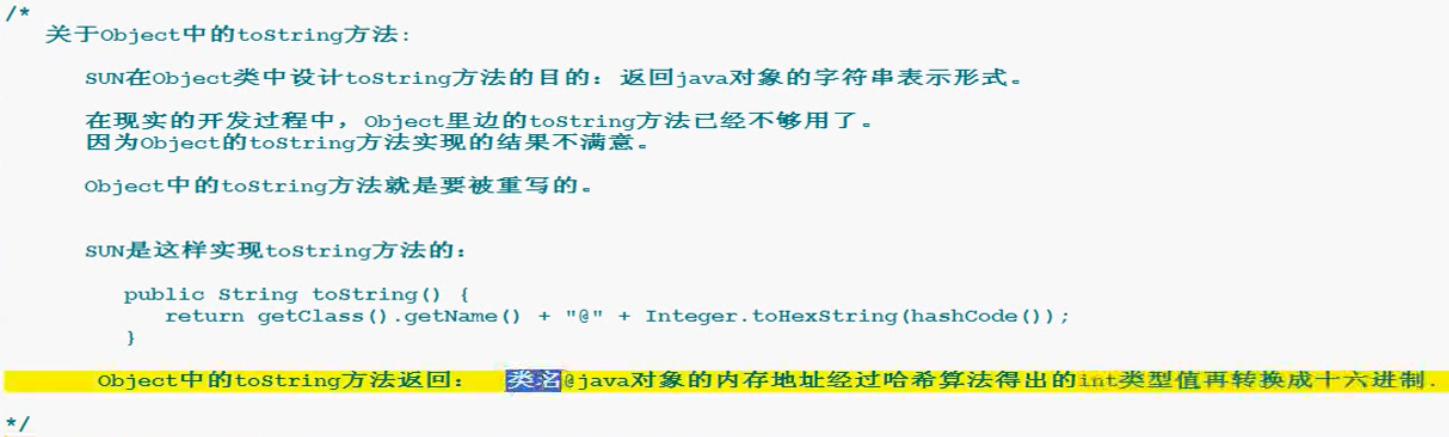 /*
关于Object中的toString方法:
SUN在Object类中设计toString方法的目的：返回java对象的字符串表示形式。
在现实的开发过程中，Object里边的toString方法已经不够用了。
因为Object的toString方法实现的结果不满意。
Object中的toString方法就是要被重写的。
SUN是这样实现toString方法的：
public String toString() {
return getClass().getName() + "@" + Integer.toHexString(hashCode());
}
Object中的toString方法返回： 类名@java对象的内存地址经过哈希算法得出的int类型值再转换成十六进制.
*/